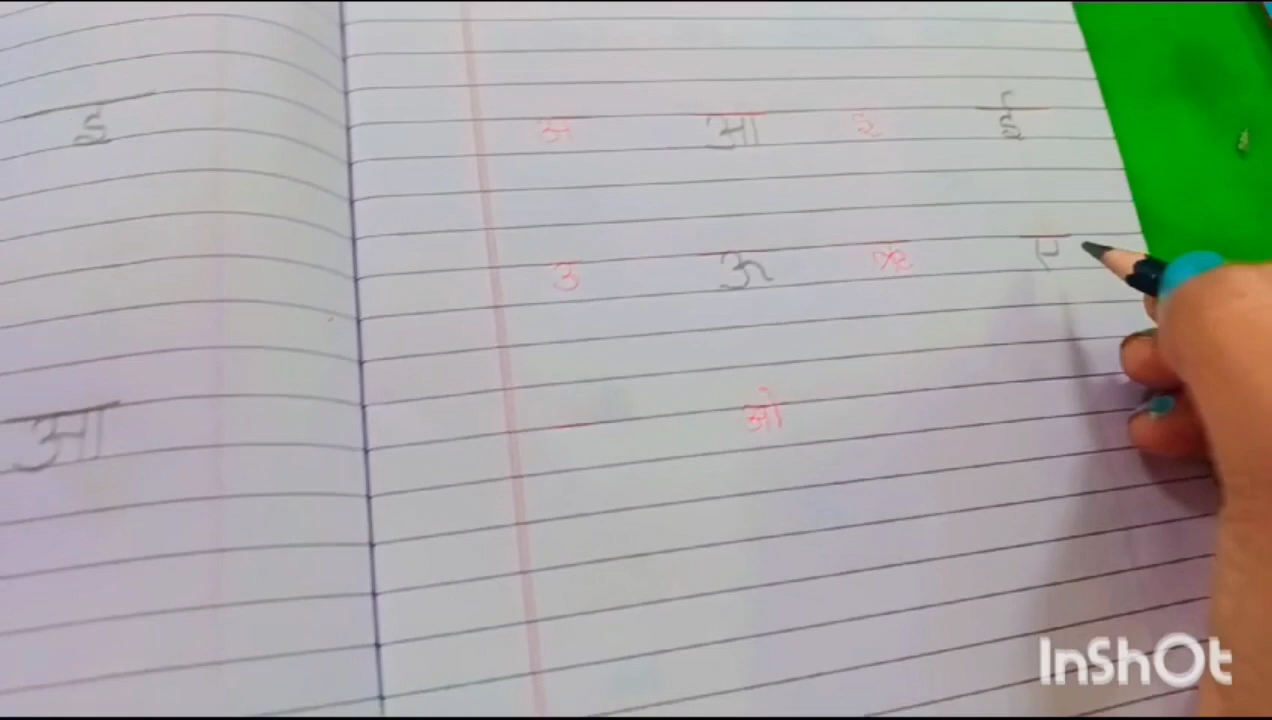 इ
आ
अ आ इ ई
उ ऊ ऋ ए
ओ
InShOt